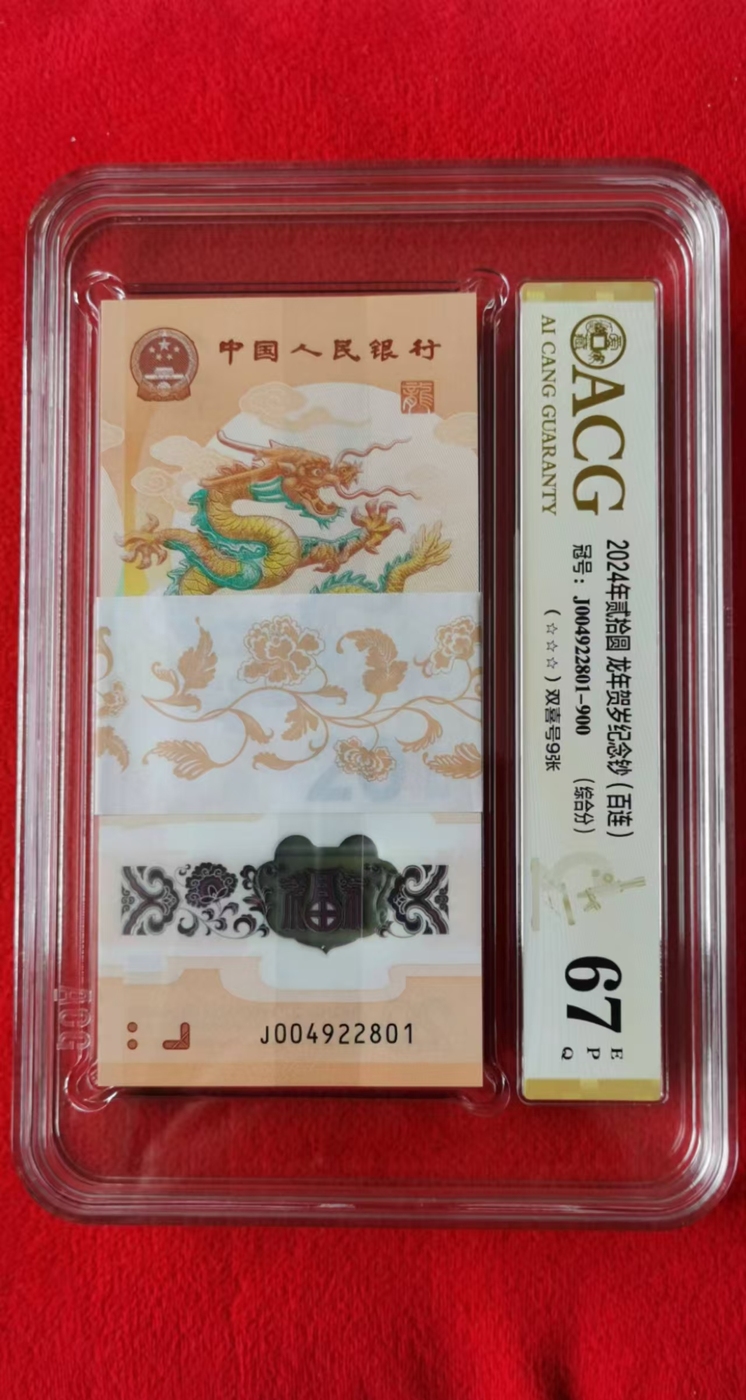 中国人民银行
龍
J004922801
ACG
AI CANG GUARANTY
2024年贰拾圆 龙年贺岁纪念钞（百连）
冠号：J004922801-900 （综合分）
（☆☆☆）双喜号9张
67
E
P
Q
ACG